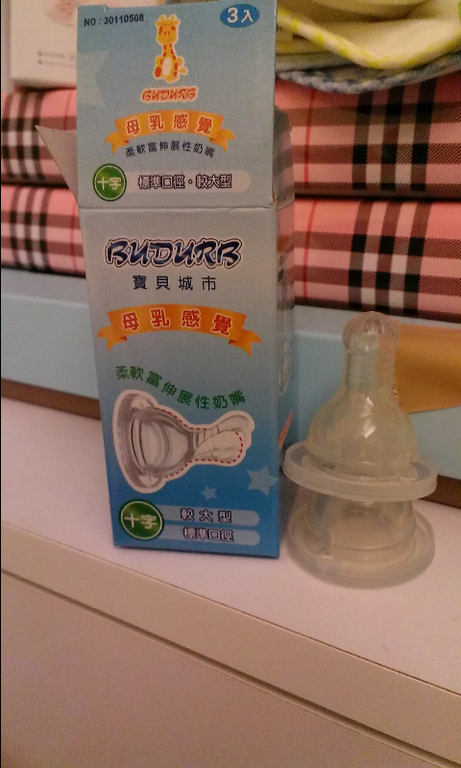 NO : 30110508
3入
BUDURB
母乳感覺
柔軟富伸展性奶嘴
十字
標準口徑・較大型
BUDURB
寶貝城市
母乳感覺
柔軟富伸展性奶嘴
十字
較大型
標準口徑